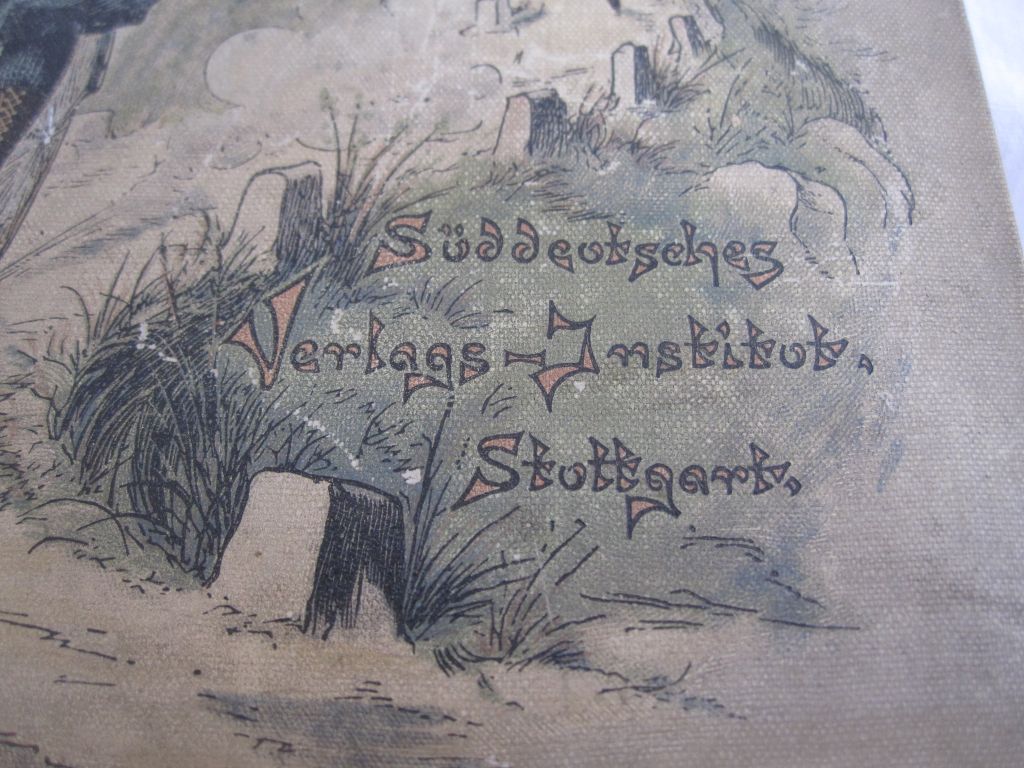 Süddeutsches
Verlags-Institut,
Stuttgart,